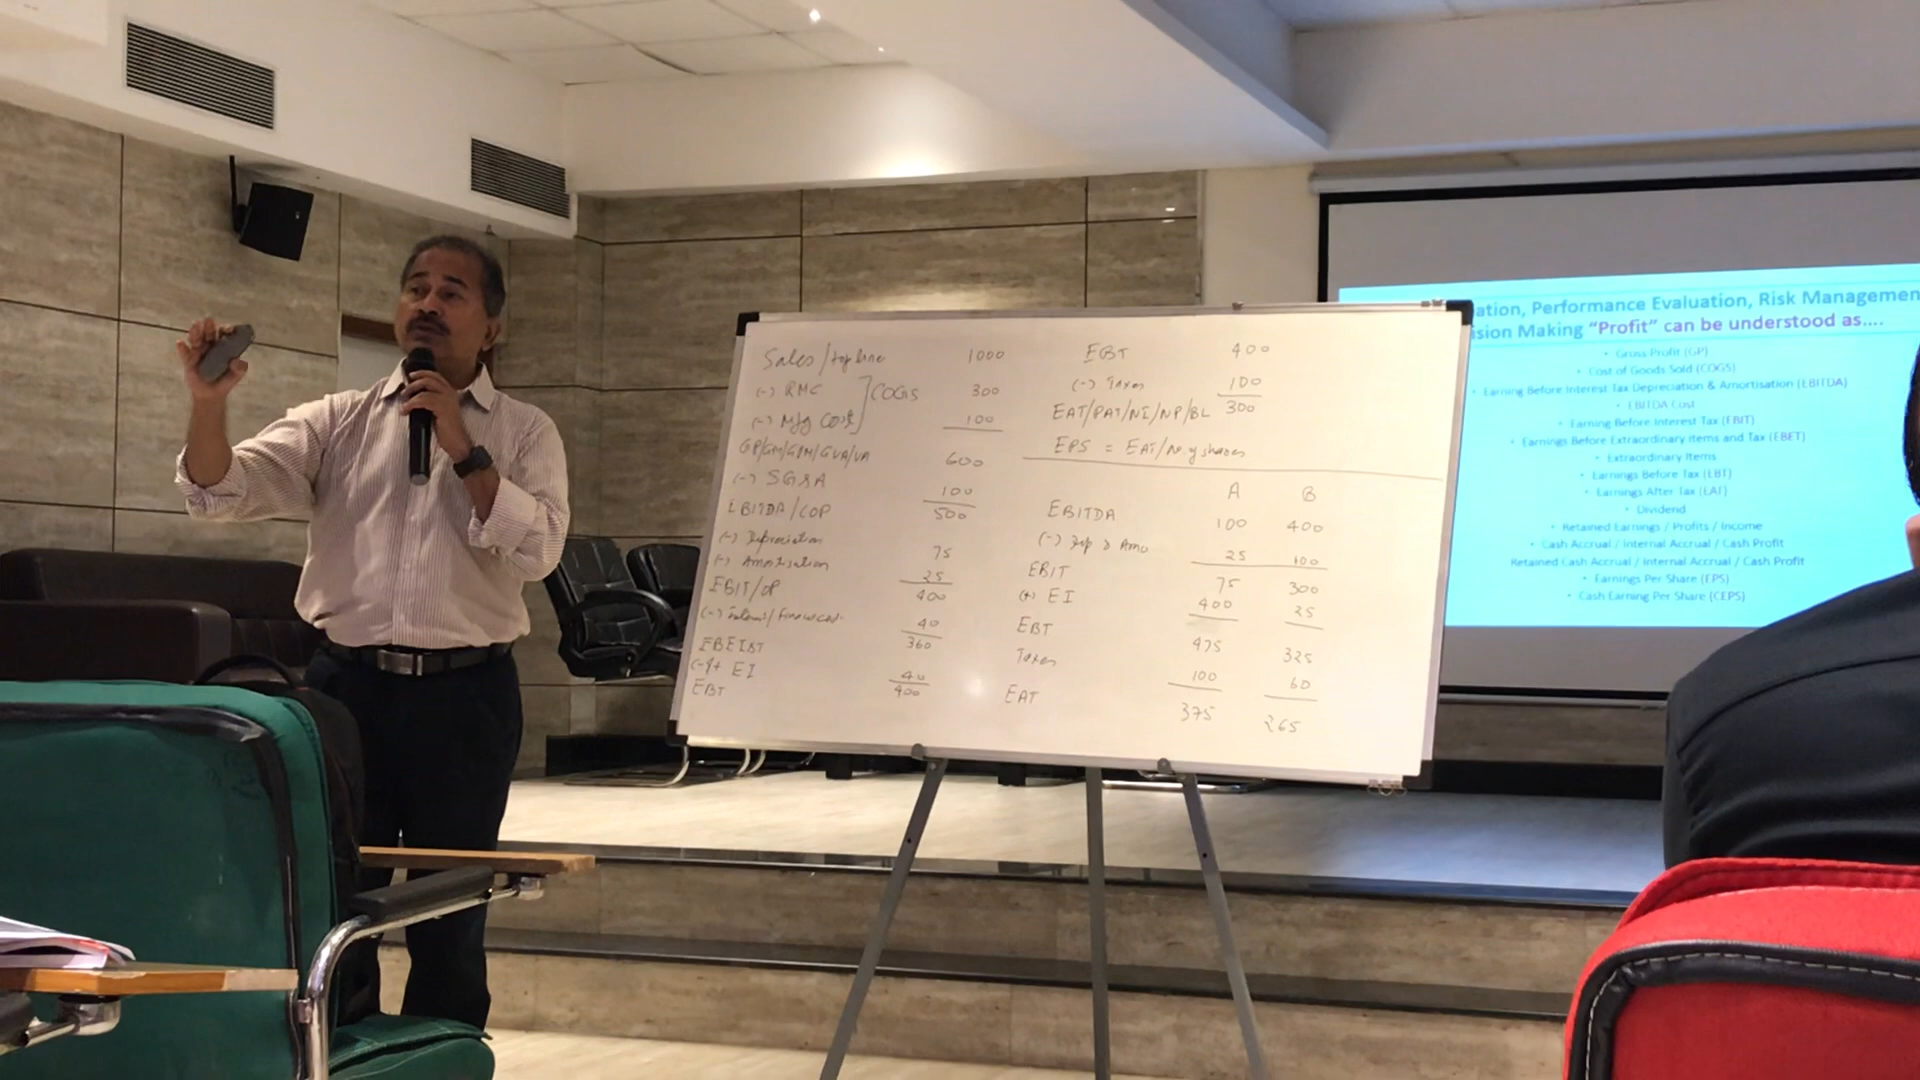 Sales/top line 1000
(-) RMC
(-) Mfg Cost
COGS 300
100
GP/GM/GPM/GVA/VA 600
(-) SG&A 100
EBITDA/COP 500
(-) Depreciation 75
(-) Amortisation 25
EBIT/OP 400
(-) Interest/Finance 40
EBEI&T 360
(-)/+ EI 40
EBT 400
EBT 400
(-) Taxes 100
EAT/PAT/NI/NP/BL 300
EPS = EAT/No. of shares
A B
EBITDA 100 400
(-) Dep & Amo. 25 100
EBIT 75 300
(+) EI 400 25
EBT 475 325
Taxes 100 60
EAT 375 265
ation, Performance Evaluation, Risk Managemen
ision Making "Profit" can be understood as....
• Gross Profit (GP)
• Cost of Goods Sold (COGS)
• Earning Before Interest Tax Depreciation & Amortisation (EBITDA)
• EBITDA Cost
• Earning Before Interest Tax (EBIT)
• Earnings Before Extraordinary items and Tax (EBET)
• Extraordinary Items
• Earnings Before Tax (EBT)
• Earnings After Tax (EAT)
• Dividend
• Retained Earnings / Profits / Income
• Cash Accrual / Internal Accrual / Cash Profit
Retained Cash Accrual / Internal Accrual / Cash Profit
• Earnings Per Share (EPS)
• Cash Earning Per Share (CEPS)